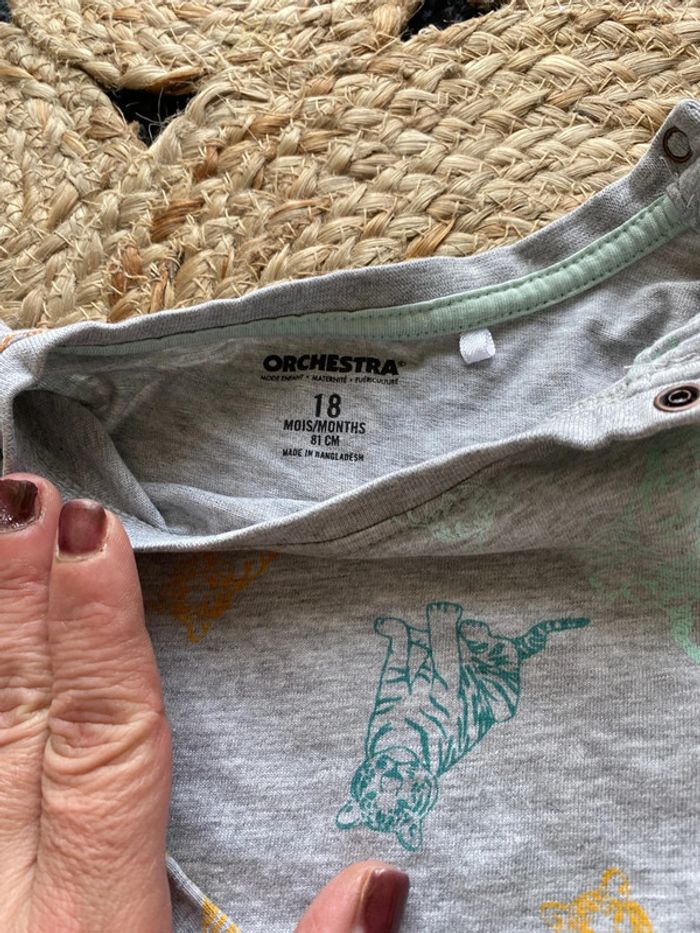 ORCHESTRA®
MODE ENFANT • MATERNITÉ • PUÉRICULTURE
18
MOIS/MONTHS
81 CM
MADE IN BANGLADESH